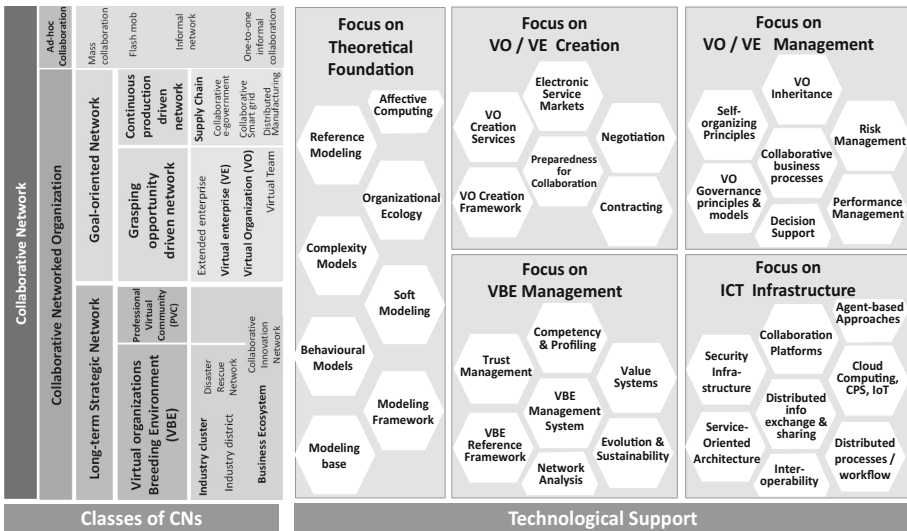 Collaborative Network
Ad-hoc
Collaboration
Mass
collaboration
Flash mob
Informal
network
One-to-one
informal
collaboration
Collaborative Networked Organization
Goal-oriented Network
Continuous
production
driven
network
Supply Chain
Collaborative
e-government
Collaborative
Smart grid
Distributed
Manufacturing
Grasping
opportunity
driven network
Extended enterprise
Virtual enterprise (VE)
Virtual Organization (VO)
Virtual Team
Long-term Strategic Network
Professional
Virtual
Community
(PVC)
Virtual organizations
Breeding Environment
(VBE)
Industry cluster
Industry district
Disaster
Rescue
Network
Business Ecosystem
Collaborative
Innovation
Network
Classes of CNs
Focus on
Theoretical
Foundation
Affective
Computing
Reference
Modeling
Organizational
Ecology
Complexity
Models
Soft
Modeling
Behavioural
Models
Modeling
Framework
Modeling
base
Focus on
VO / VE Creation
Electronic
Service
Markets
VO
Creation
Services
Negotiation
Preparedness
for
Collaboration
VO Creation
Framework
Contracting
Focus on
VO / VE Management
VO
Inheritance
Self-
organizing
Principles
Risk
Management
Collaborative
business
processes
VO
Governance
principles &
models
Performance
Management
Decision
Support
Focus on
VBE Management
Competency
& Profiling
Trust
Management
Value
Systems
VBE
Management
System
VBE
Reference
Framework
Evolution &
Sustainability
Network
Analysis
Focus on
ICT Infrastructure
Agent-based
Approaches
Collaboration
Platforms
Security
Infra-
structure
Cloud
Computing,
CPS, IoT
Distributed
info
exchange &
sharing
Service-
Oriented
Architecture
Distributed
processes /
workflow
Inter-
operability
Technological Support